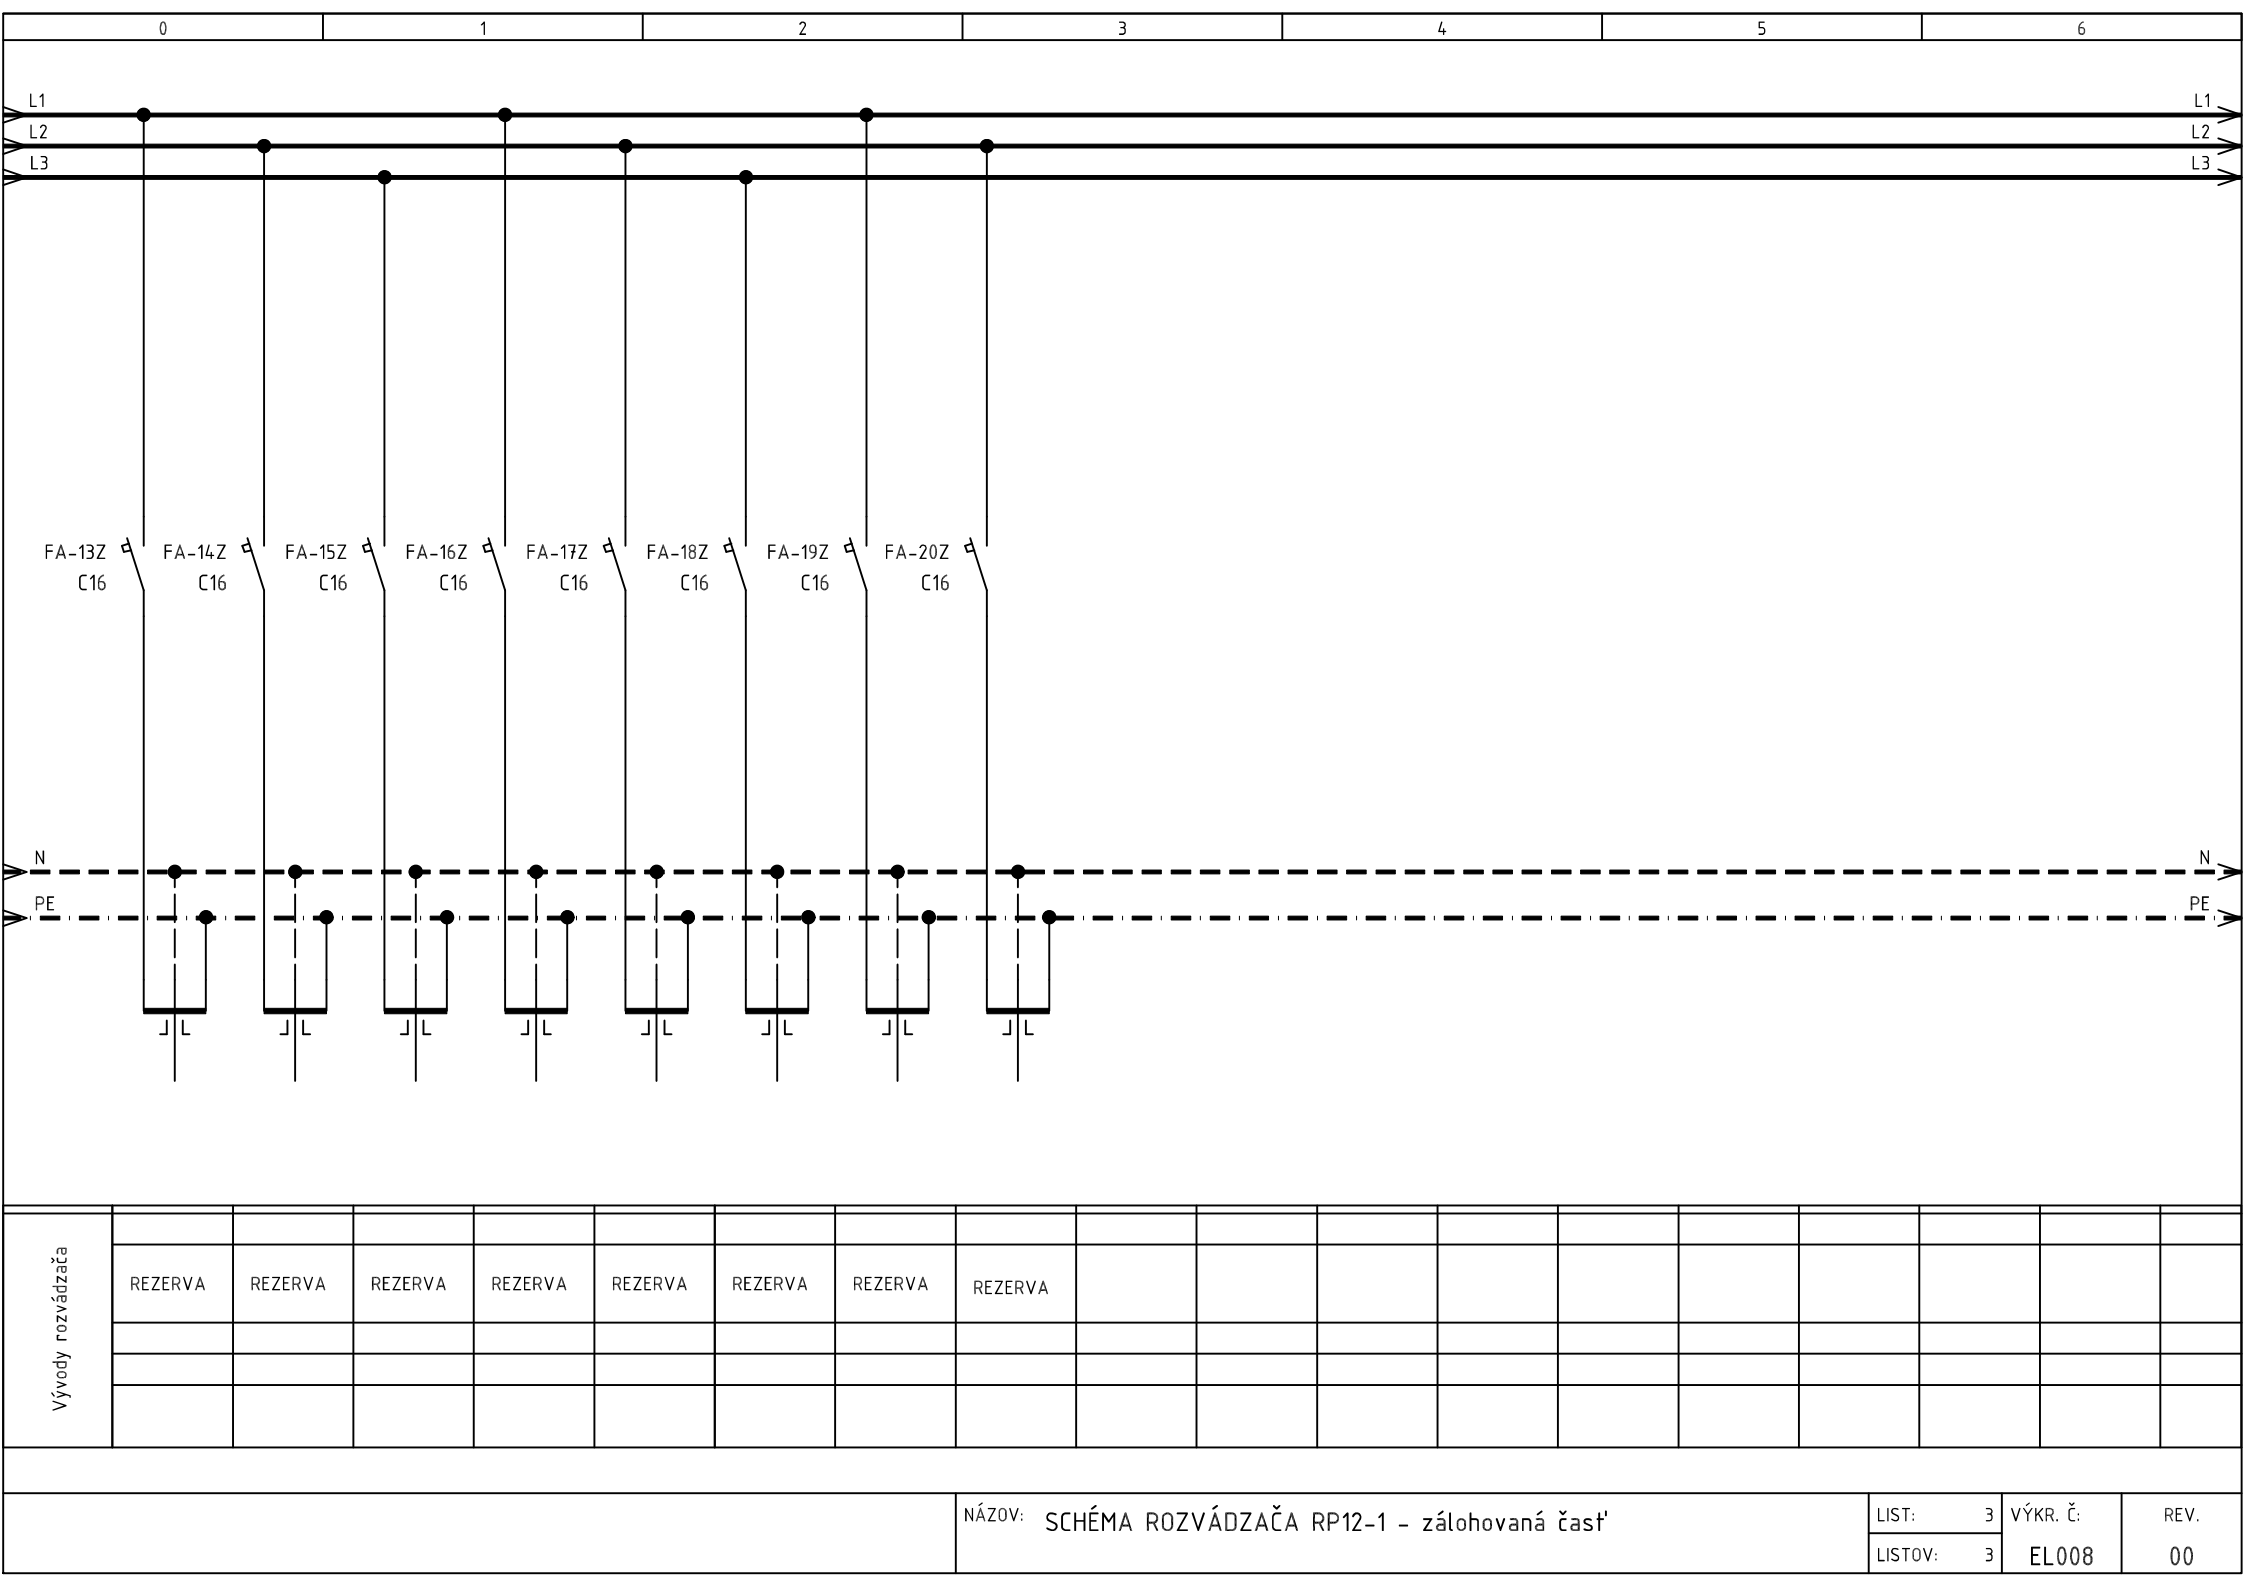 0 1 2 3 4 5 6
L1 L1
L2 L2
L3 L3
FA-13Z FA-14Z FA-15Z FA-16Z FA-17Z FA-18Z FA-19Z FA-20Z
C16 C16 C16 C16 C16 C16 C16 C16
N N
PE PE
Vývody rozvádzača
REZERVA REZERVA REZERVA REZERVA REZERVA REZERVA REZERVA REZERVA
NÁZOV: SCHÉMA ROZVÁDZAČA RP12-1 - zálohovaná časť
LIST: 3 VÝKR. Č: REV.
LISTOV: 3 EL008 00